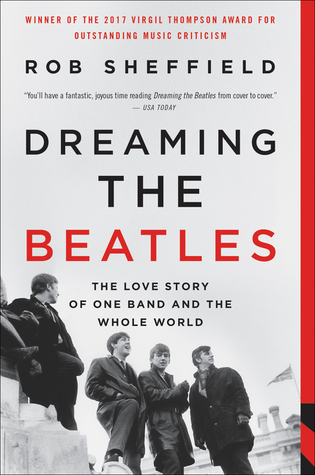 WINNER OF THE 2017 VIRGIL THOMPSON AWARD FOR
OUTSTANDING MUSIC CRITICISM
ROB SHEFFIELD
"You'll have a fantastic, joyous time reading Dreaming the Beatles from cover to cover."
— USA TODAY
DREAMING
THE
BEATLES
THE LOVE STORY
OF ONE BAND AND THE
WHOLE WORLD